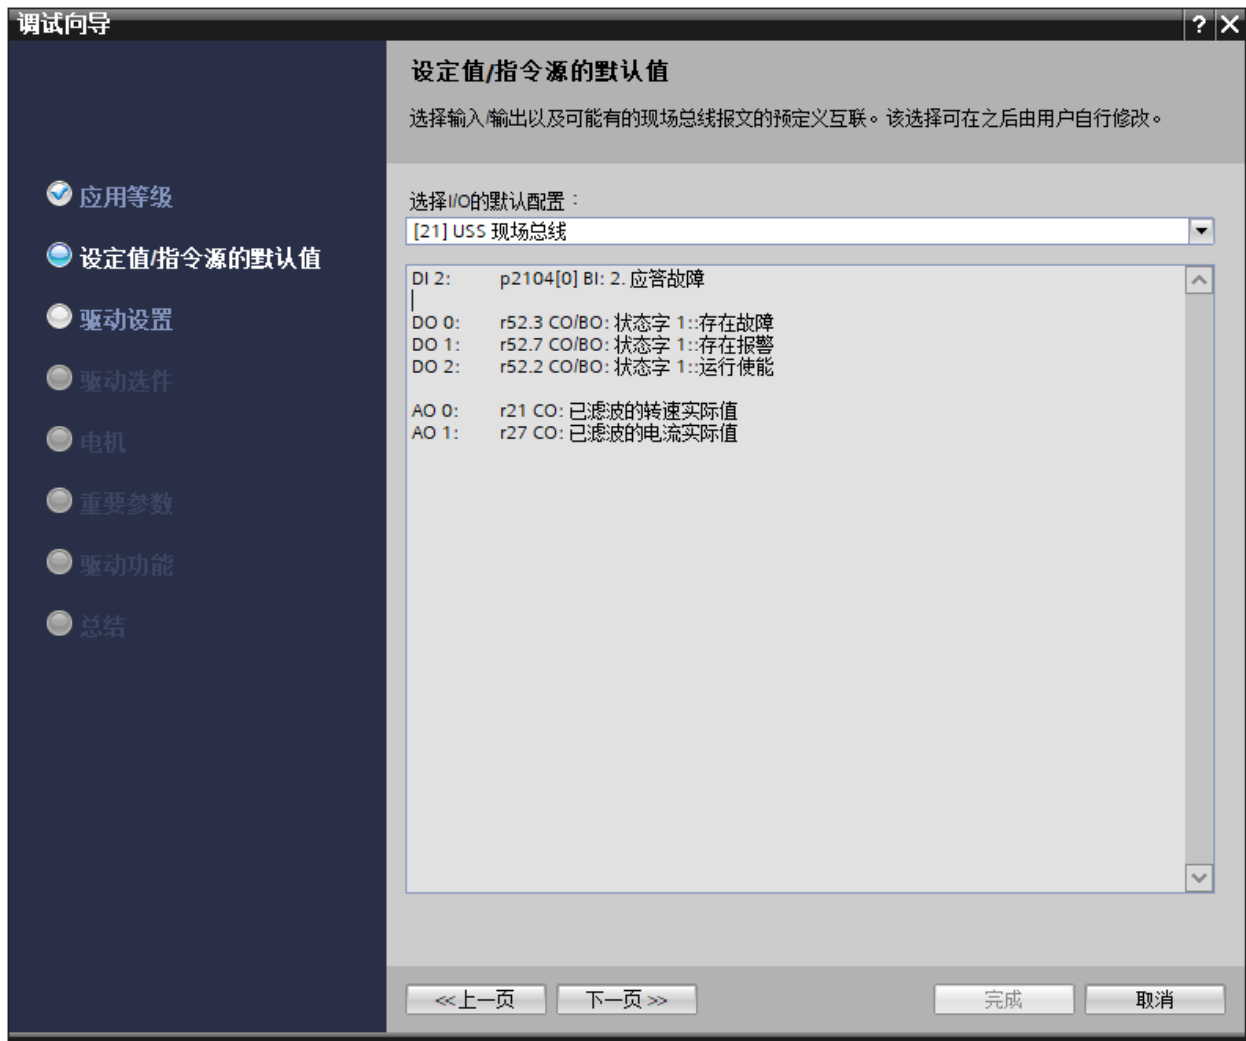 调试向导
? X
设定值/指令源的默认值
选择输入/输出以及可能有的现场总线报文的预定义互联。该选择可在之后由用户自行修改。
应用等级
设定值/指令源的默认值
驱动设置
驱动选件
电机
重要参数
驱动功能
总结
选择I/O的默认配置：
[21] USS 现场总线
DI 2: p2104[0] BI: 2. 应答故障
DO 0: r52.3 CO/BO: 状态字 1::存在故障
DO 1: r52.7 CO/BO: 状态字 1::存在报警
DO 2: r52.2 CO/BO: 状态字 1::运行使能
AO 0: r21 CO: 已滤波的转速实际值
AO 1: r27 CO: 已滤波的电流实际值
<<上一页 下一页>> 完成 取消